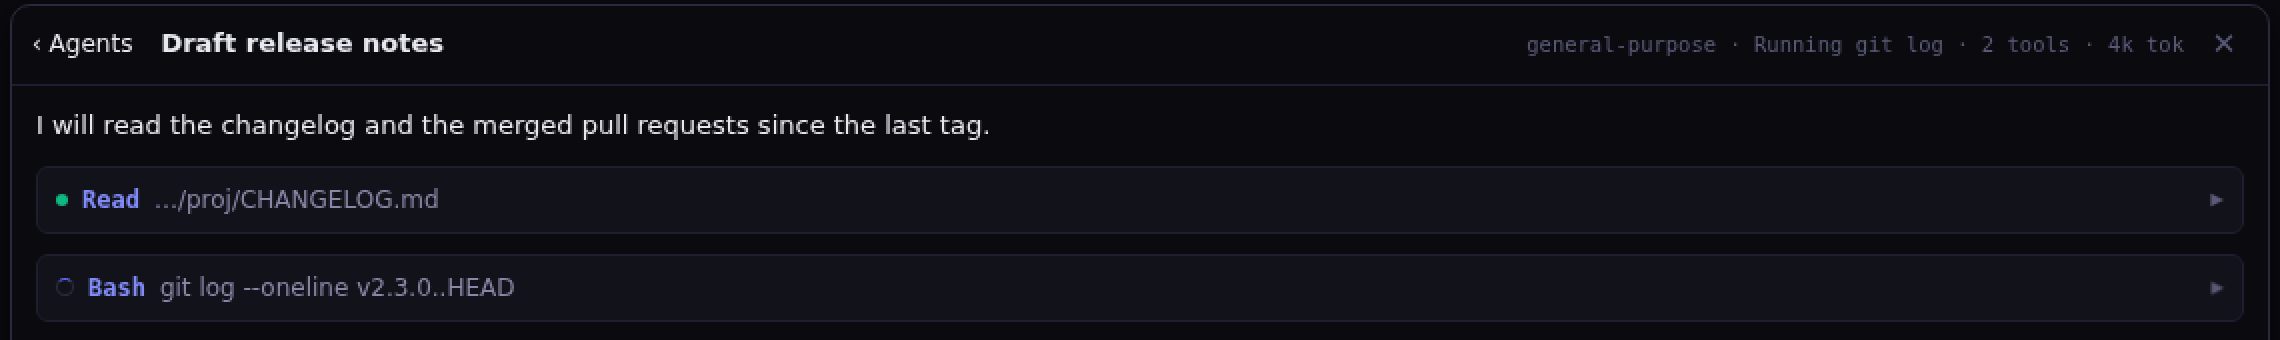 ‹ Agents Draft release notes general-purpose · Running git log · 2 tools · 4k tok ✕
I will read the changelog and the merged pull requests since the last tag.
Read .../proj/CHANGELOG.md
Bash git log --oneline v2.3.0..HEAD